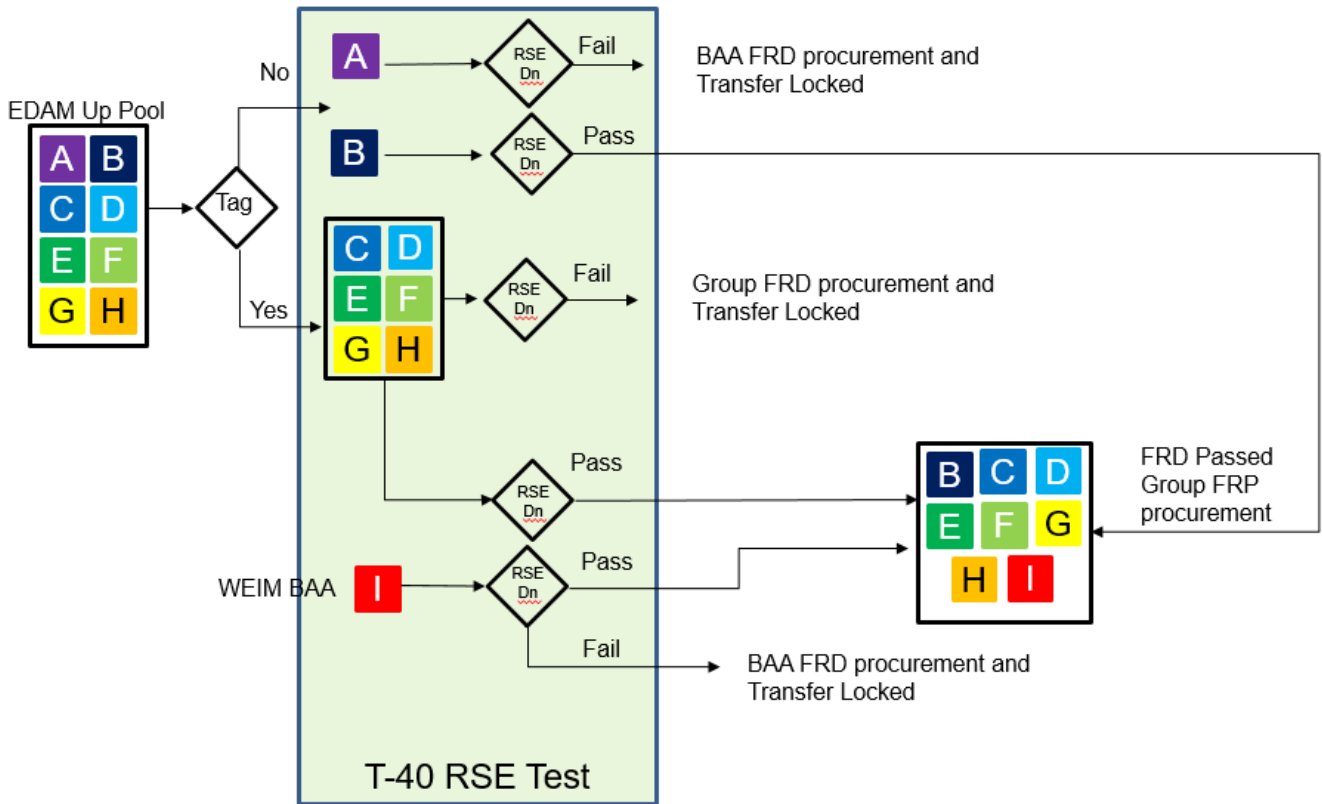 EDAM Up Pool
A B
C D
E F
G H
Tag
No
Yes
A
RSE
Dn
Fail
BAA FRD procurement and
Transfer Locked
B
RSE
Dn
Pass
C D
E F
G H
RSE
Dn
Fail
Group FRD procurement and
Transfer Locked
RSE
Dn
Pass
WEIM BAA
I
RSE
Dn
Pass
Fail
BAA FRD procurement and
Transfer Locked
B C D
E F G
H I
FRD Passed
Group FRP
procurement
T-40 RSE Test